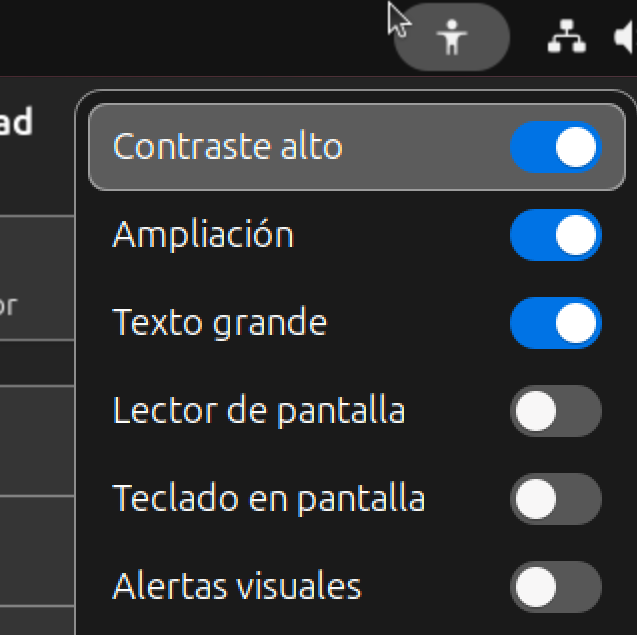 ad
Contraste alto
Ampliación
or
Texto grande
Lector de pantalla
Teclado en pantalla
Alertas visuales